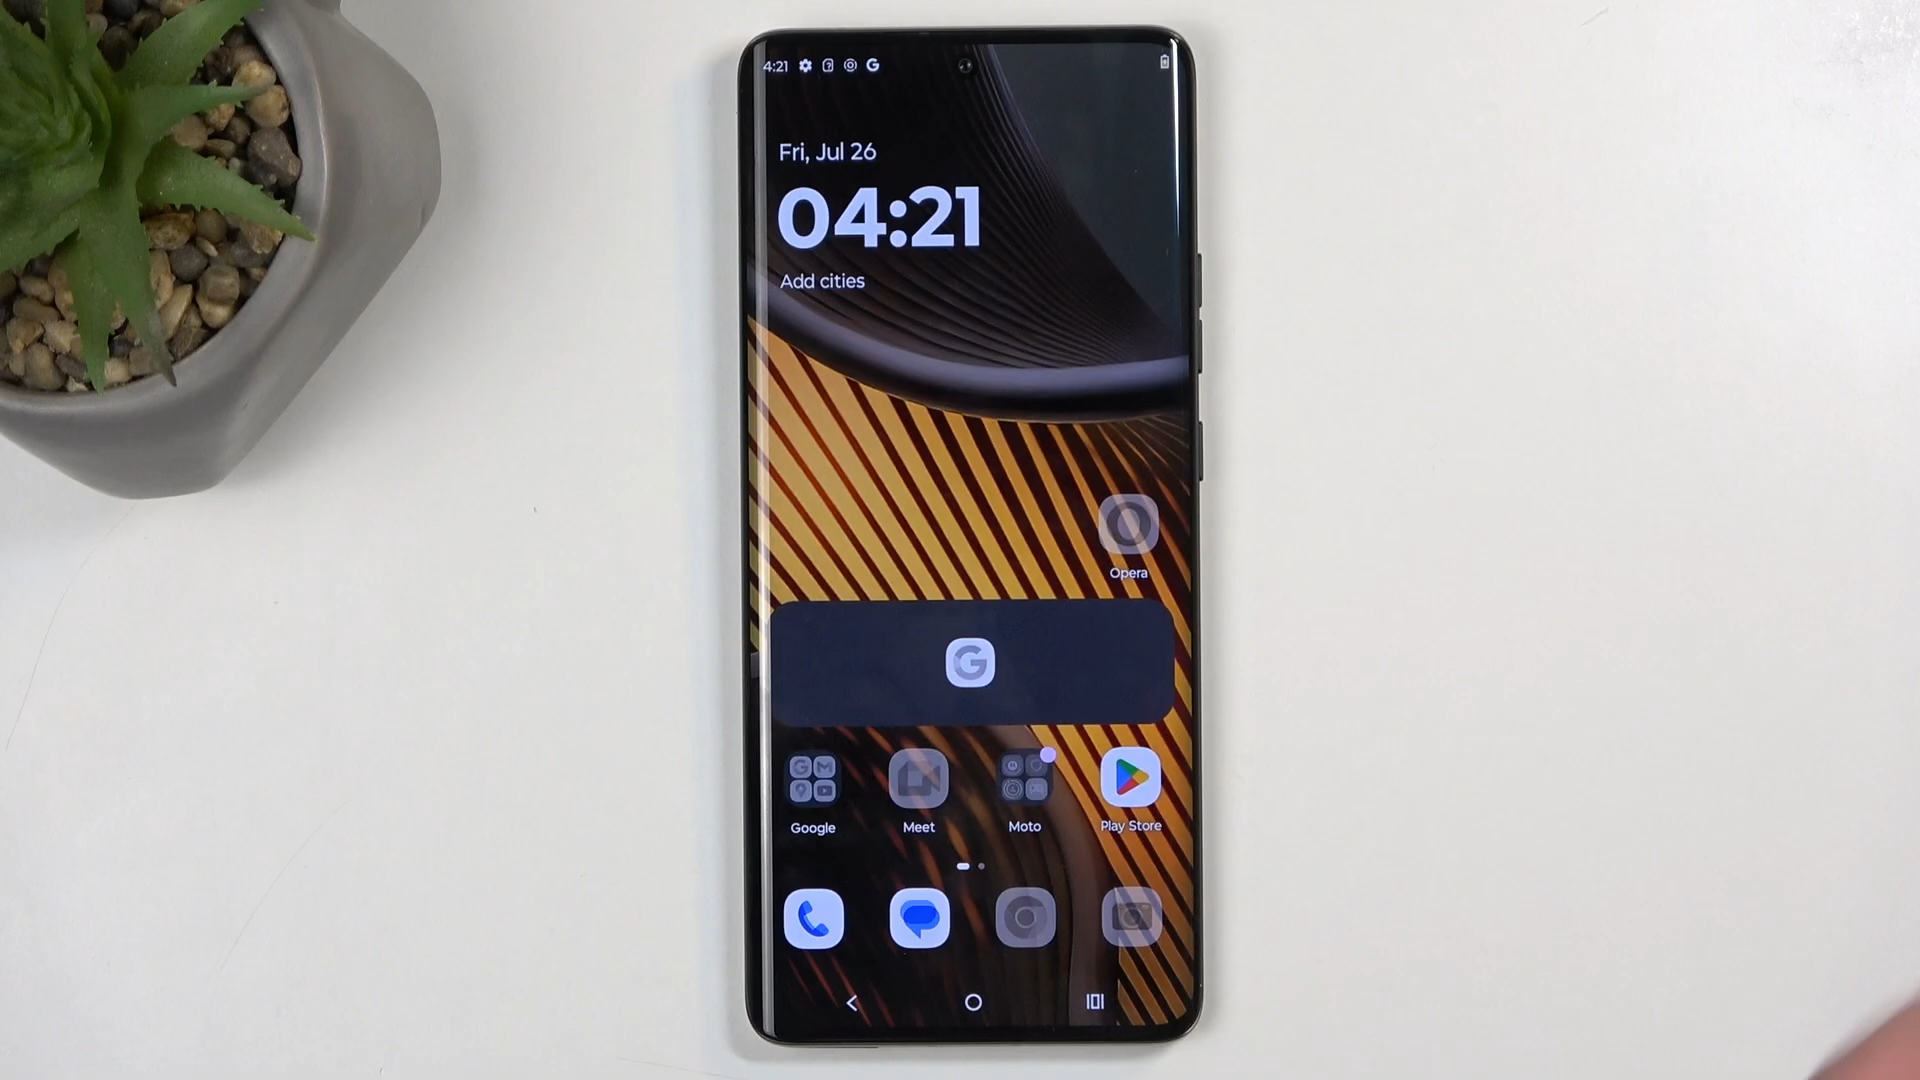 4:21
Fri, Jul 26
04:21
Add cities
Opera
Google
Meet
Moto
Play Store